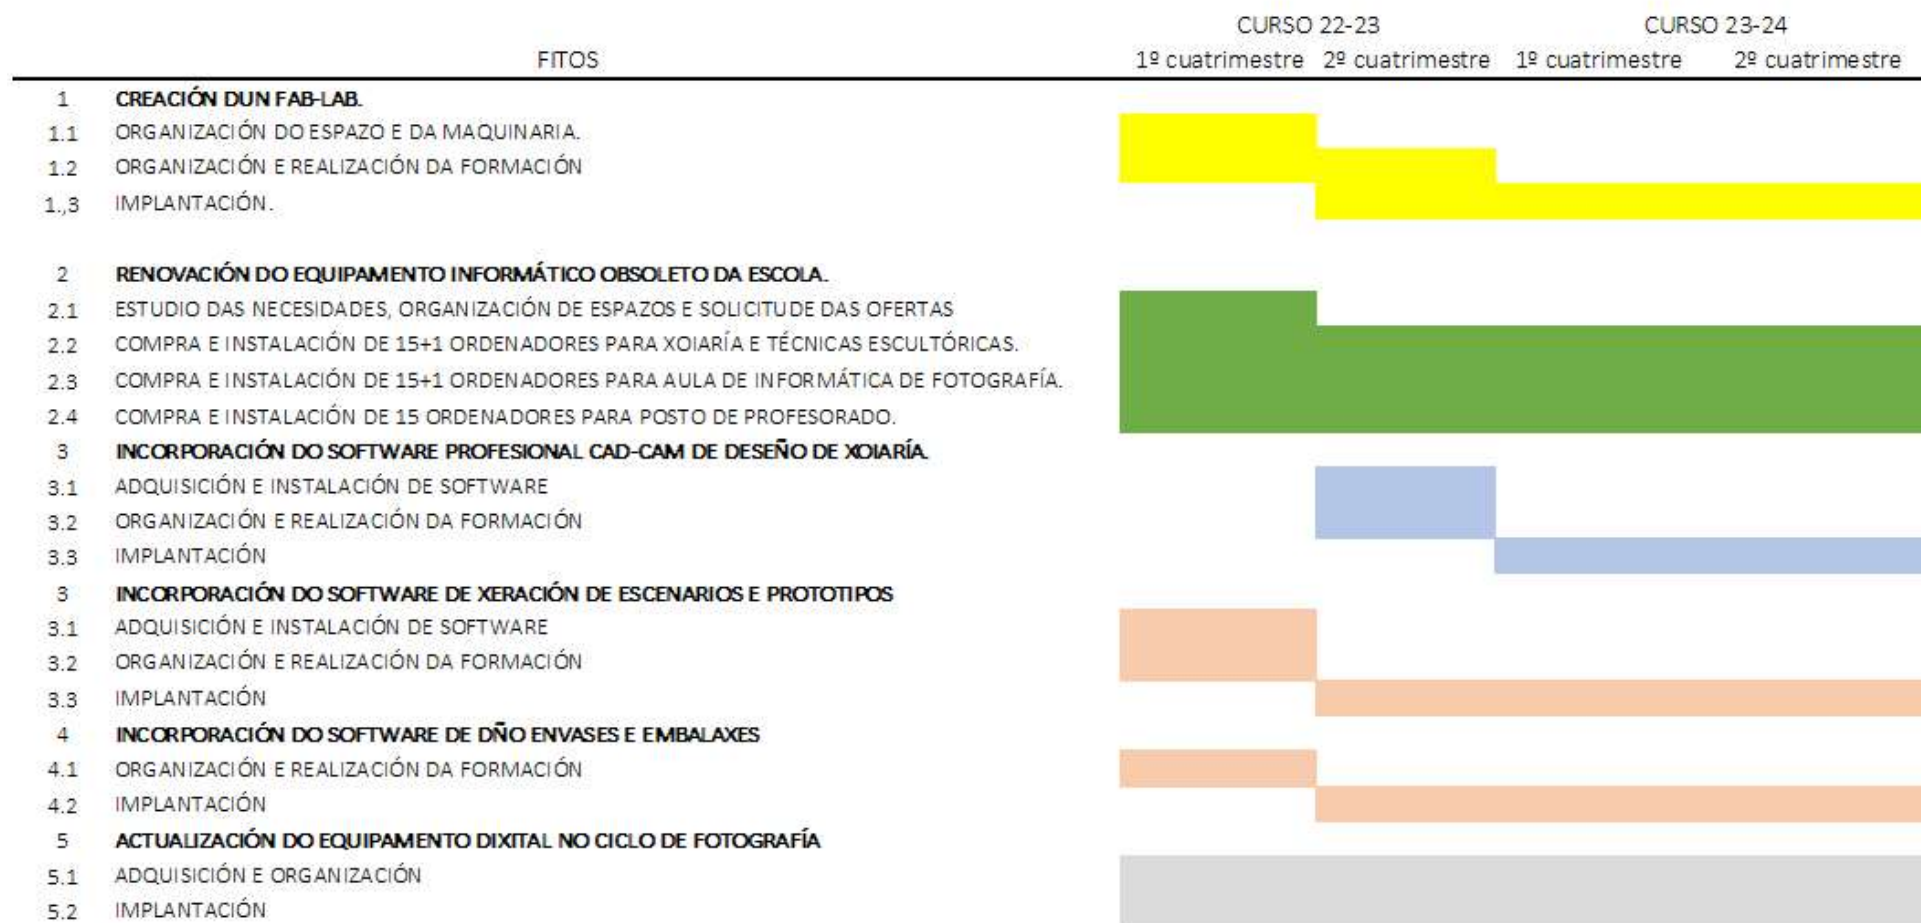 CURSO 22-23 CURSO 23-24
FITOS 1º cuatrimestre 2º cuatrimestre 1º cuatrimestre 2º cuatrimestre
1 CREACIÓN DUN FAB-LAB.
1.1 ORGANIZACIÓN DO ESPAZO E DA MAQUINARIA.
1.2 ORGANIZACIÓN E REALIZACIÓN DA FORMACIÓN
1.,3 IMPLANTACIÓN.
2 RENOVACIÓN DO EQUIPAMENTO INFORMÁTICO OBSOLETO DA ESCOLA.
2.1 ESTUDIO DAS NECESIDADES, ORGANIZACIÓN DE ESPAZOS E SOLICITUDE DAS OFERTAS
2.2 COMPRA E INSTALACIÓN DE 15+1 ORDENADORES PARA XOIARÍA E TÉCNICAS ESCULTÓRICAS.
2.3 COMPRA E INSTALACIÓN DE 15+1 ORDENADORES PARA AULA DE INFORMÁTICA DE FOTOGRAFÍA.
2.4 COMPRA E INSTALACIÓN DE 15 ORDENADORES PARA POSTO DE PROFESORADO.
3 INCORPORACIÓN DO SOFTWARE PROFESIONAL CAD-CAM DE DESEÑO DE XOIARÍA.
3.1 ADQUISICIÓN E INSTALACIÓN DE SOFTWARE
3.2 ORGANIZACIÓN E REALIZACIÓN DA FORMACIÓN
3.3 IMPLANTACIÓN
3 INCORPORACIÓN DO SOFTWARE DE XERACIÓN DE ESCENARIOS E PROTOTIPOS
3.1 ADQUISICIÓN E INSTALACIÓN DE SOFTWARE
3.2 ORGANIZACIÓN E REALIZACIÓN DA FORMACIÓN
3.3 IMPLANTACIÓN
4 INCORPORACIÓN DO SOFTWARE DE DÑO ENVASES E EMBALAXES
4.1 ORGANIZACIÓN E REALIZACIÓN DA FORMACIÓN
4.2 IMPLANTACIÓN
5 ACTUALIZACIÓN DO EQUIPAMENTO DIXITAL NO CICLO DE FOTOGRAFÍA
5.1 ADQUISICIÓN E ORGANIZACIÓN
5.2 IMPLANTACIÓN